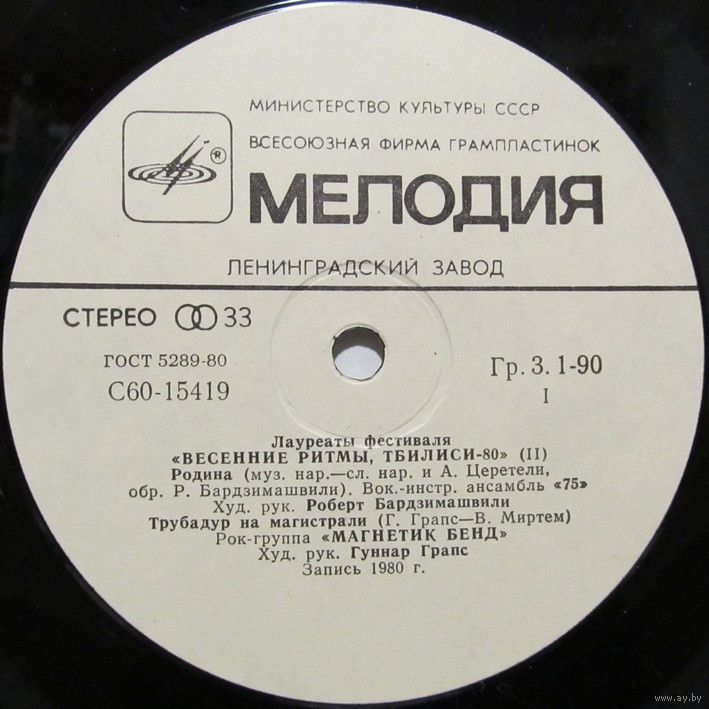 МИНИСТЕРСТВО КУЛЬТУРЫ СССР
ВСЕСОЮЗНАЯ ФИРМА ГРАМПЛАСТИНОК
®
МЕЛОДИЯ
ЛЕНИНГРАДСКИЙ ЗАВОД
СТЕРЕО 33
ГОСТ 5289-80
С60-15419
Гр. 3. 1-90
I
Лауреаты фестиваля
«ВЕСЕННИЕ РИТМЫ, ТБИЛИСИ-80» (II)
Родина (муз. нар.—сл. нар. и А. Церетели,
обр. Р. Бардзимашвили). Вок.-инстр. ансамбль «75»
Худ. рук. Роберт Бардзимашвили
Трубадур на магистрали (Г. Грапс—В. Миртем)
Рок-группа «МАГНЕТИК БЕНД»
Худ. рук. Гуннар Грапс
Запись 1980 г.
www.ay.by